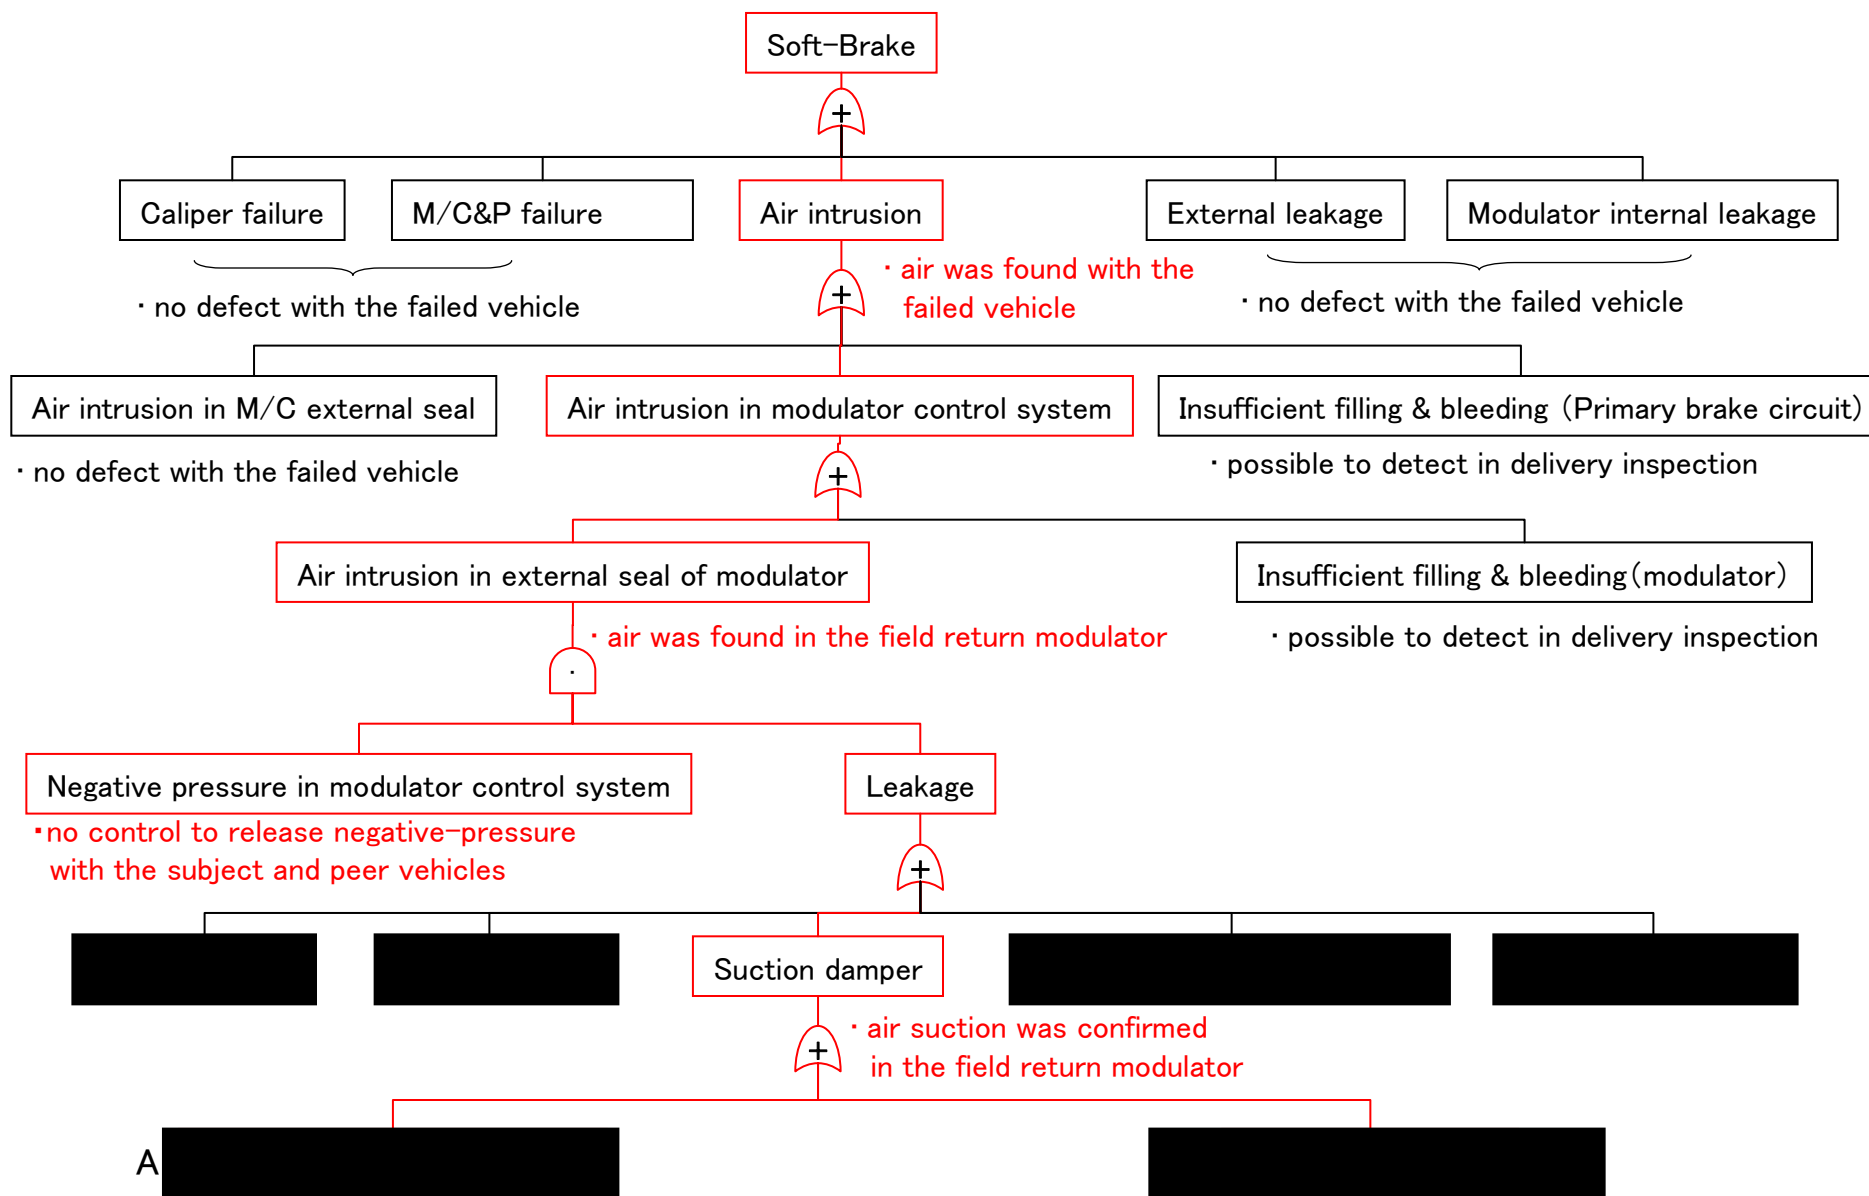 Soft-Brake
+
Caliper failure
M/C&P failure
Air intrusion
External leakage
Modulator internal leakage
・no defect with the failed vehicle
+
・air was found with the
failed vehicle
・no defect with the failed vehicle
Air intrusion in M/C external seal
Air intrusion in modulator control system
Insufficient filling & bleeding (Primary brake circuit)
・no defect with the failed vehicle
+
・possible to detect in delivery inspection
Air intrusion in external seal of modulator
Insufficient filling & bleeding(modulator)
・air was found in the field return modulator
・possible to detect in delivery inspection
・
Negative pressure in modulator control system
Leakage
・no control to release negative-pressure
with the subject and peer vehicles
+
Suction damper
+
・air suction was confirmed
in the field return modulator
A